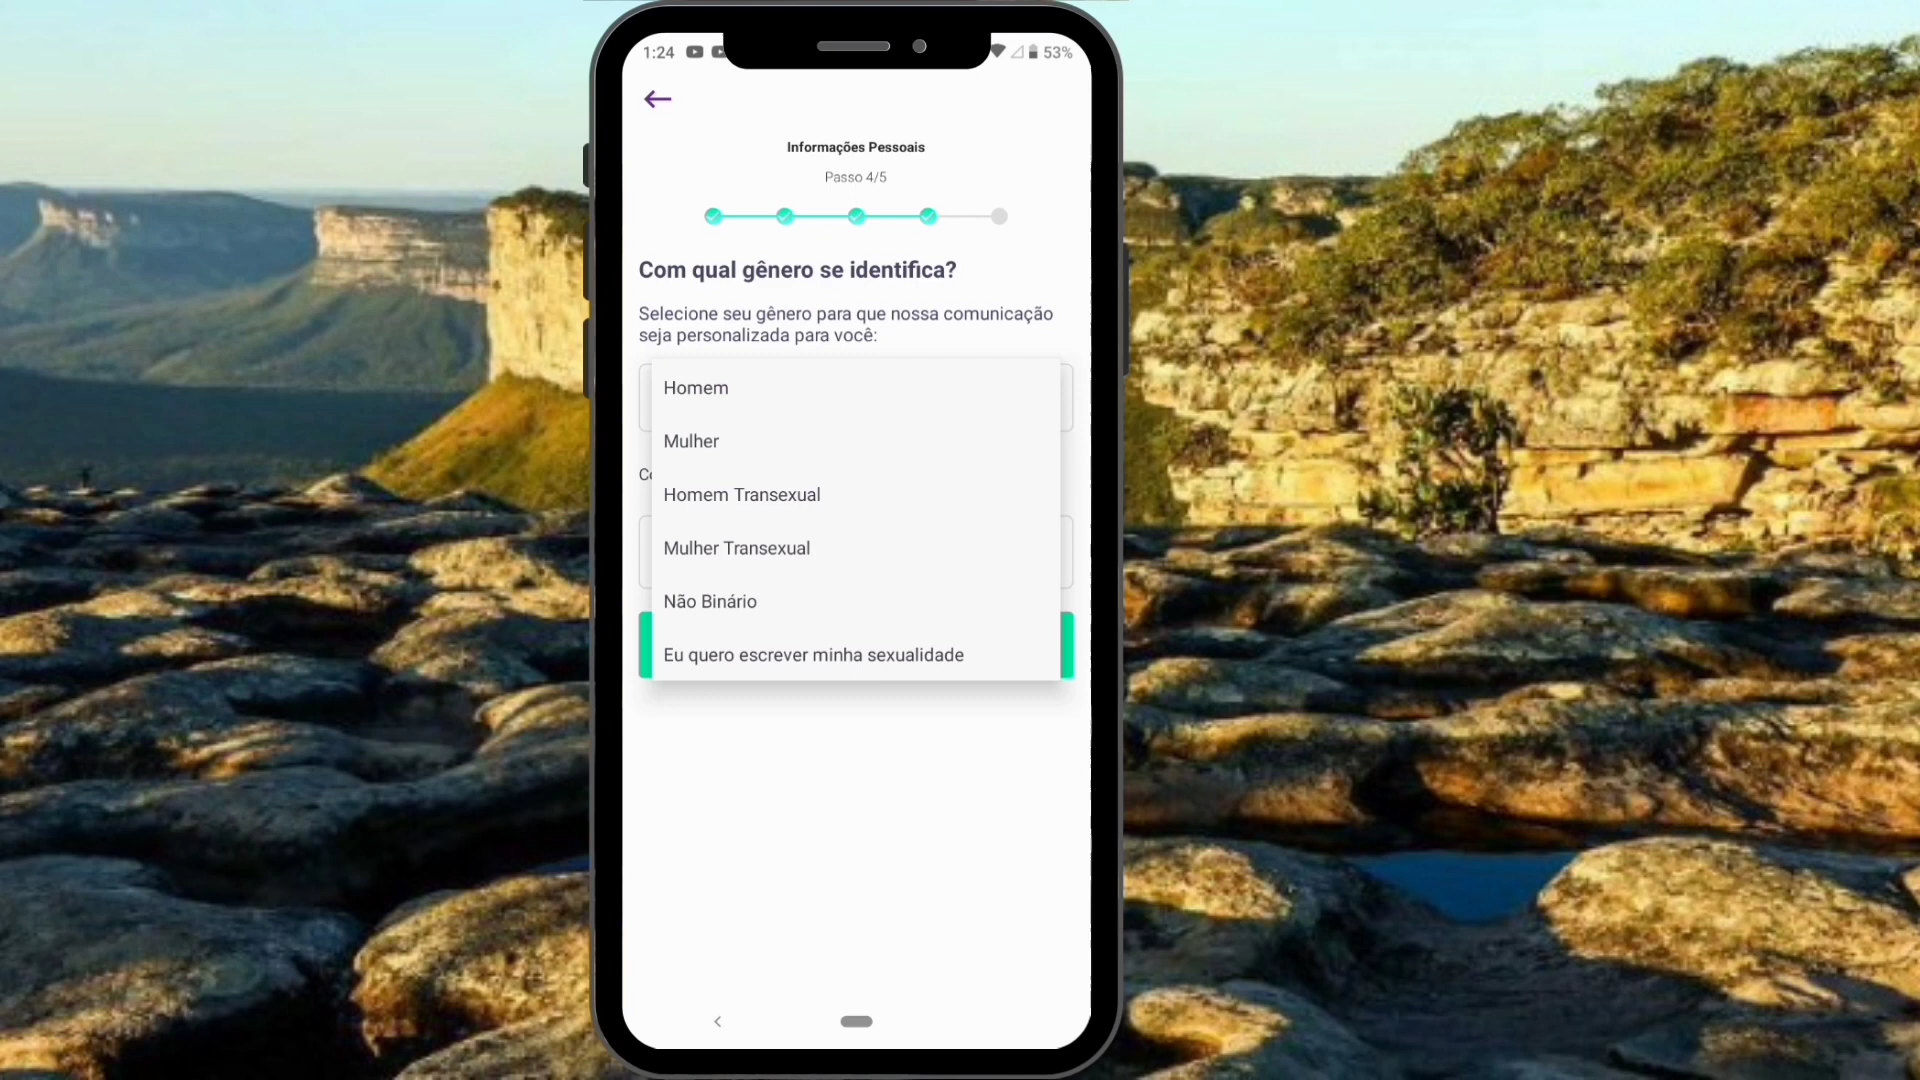 1:24
53%
Informações Pessoais
Passo 4/5
Com qual gênero se identifica?
Selecione seu gênero para que nossa comunicação
seja personalizada para você:
Homem
Mulher
Homem Transexual
Mulher Transexual
Não Binário
Eu quero escrever minha sexualidade